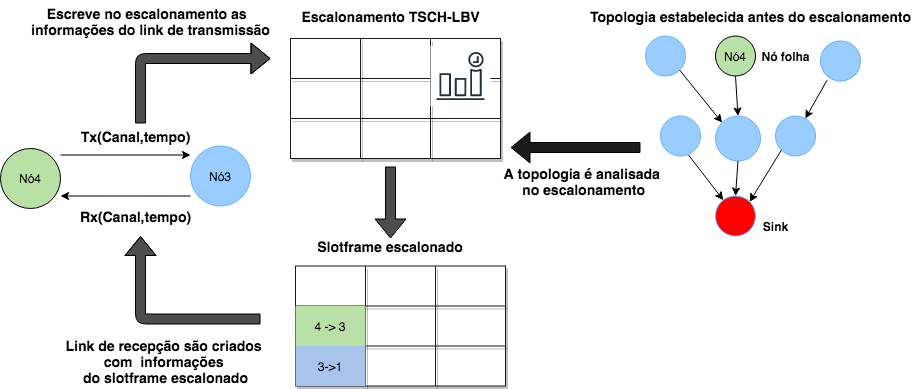 Escreve no escalonamento as
informações do link de transmissão
Escalonamento TSCH-LBV
Topologia estabelecida antes do escalonamento
Nó4
Nó folha
Tx(Canal,tempo)
Nó4
Nó3
Rx(Canal,tempo)
A topologia é analisada
no escalonamento
Sink
Slotframe escalonado
4 -> 3
3->1
Link de recepção são criados
com informações
do slotframe escalonado